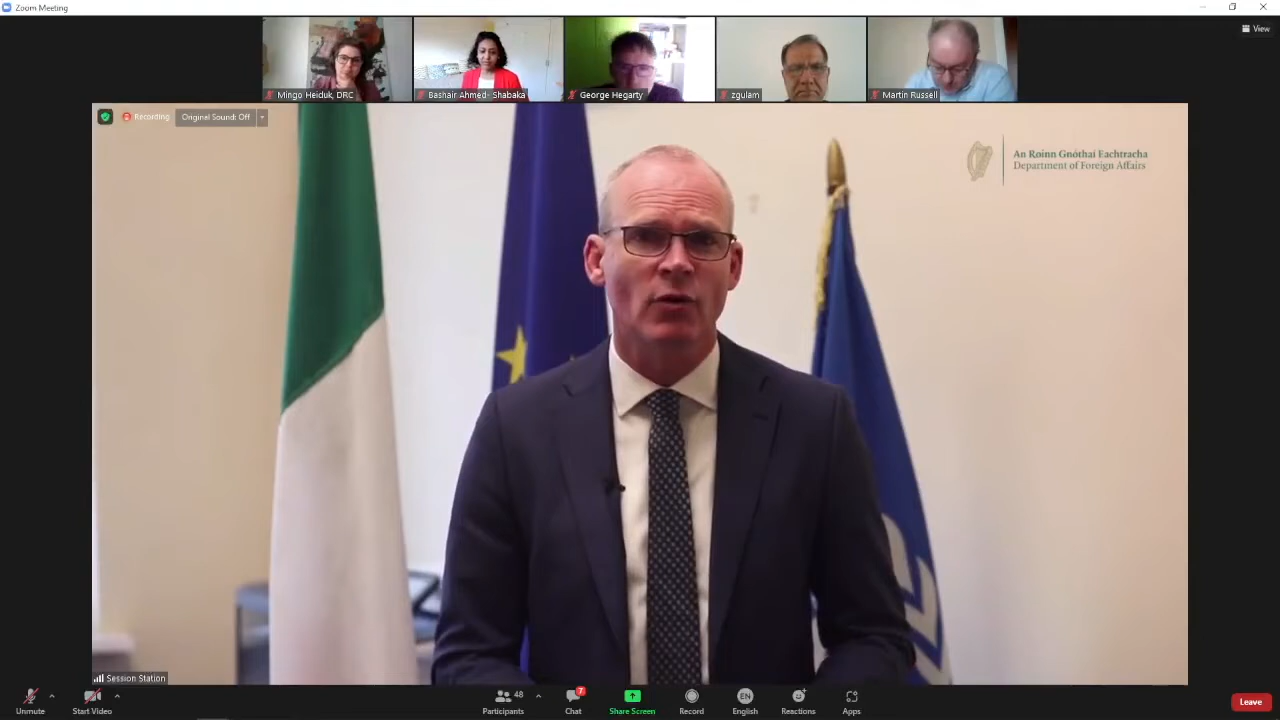 Zoom Meeting
View
Mingo Heiduk, DRC
Bashair Ahmed- Shabaka
George Hegarty
zgulam
Martin Russell
Recording
Original Sound: Off
An Roinn Gnóthaí Eachtracha
Department of Foreign Affairs
Session Station
Unmute
Start Video
48
Participants
7
Chat
Share Screen
Record
EN
English
Reactions
Apps
Leave